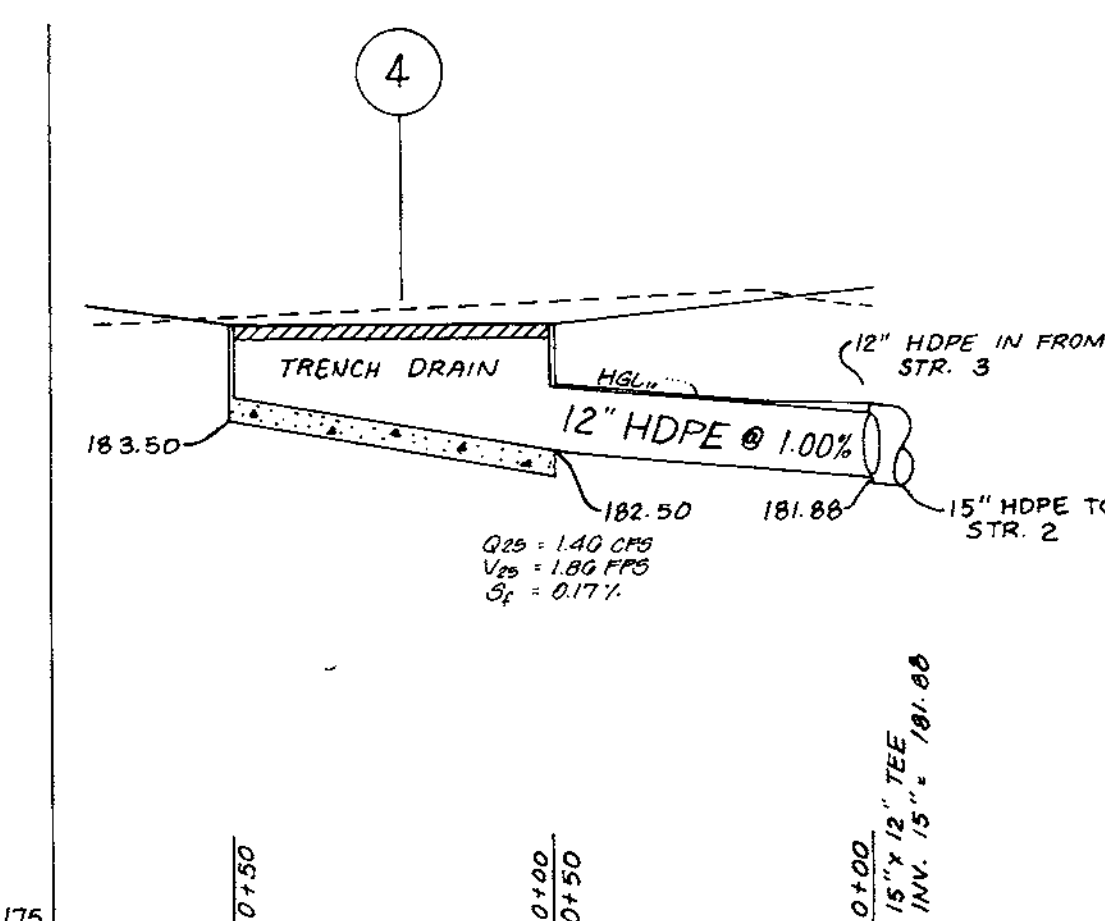 4
12" HDPE IN FROM
STR. 3
TRENCH DRAIN
HGL
12" HDPE @ 1.00%
183.50
182.50
181.88
15" HDPE TO
STR. 2
Q25 = 1.40 CFS
V25 = 1.80 FPS
Sf = 0.17%
0+50
0+00
0+50
0+00
15" x 12" TEE
INV. 15" = 181.88
175